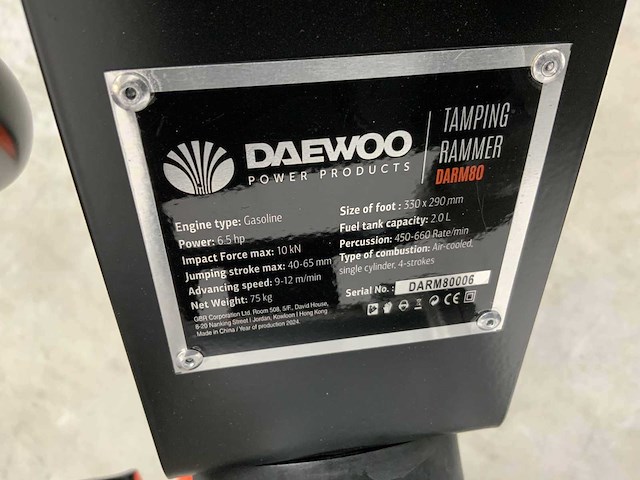 DAEWOO
POWER PRODUCTS
TAMPING
RAMMER
DARM80
Engine type: Gasoline
Power: 6.5 hp
Impact Force max: 10 kN
Jumping stroke max: 40-65 mm
Advancing speed: 9-12 m/min
Net Weight: 75 kg
GBR Corporation Ltd. Room 508, 5/F., David House,
8-20 Nanking Street | Jordan, Kowloon | Hong Kong
Made in China / Year of production 2024.
Size of foot : 330 x 290 mm
Fuel tank capacity: 2.0 L
Percussion: 450-660 Rate/min
Type of combustion: Air-cooled,
single cylinder, 4-strokes
Serial No. : DARM80006
CE